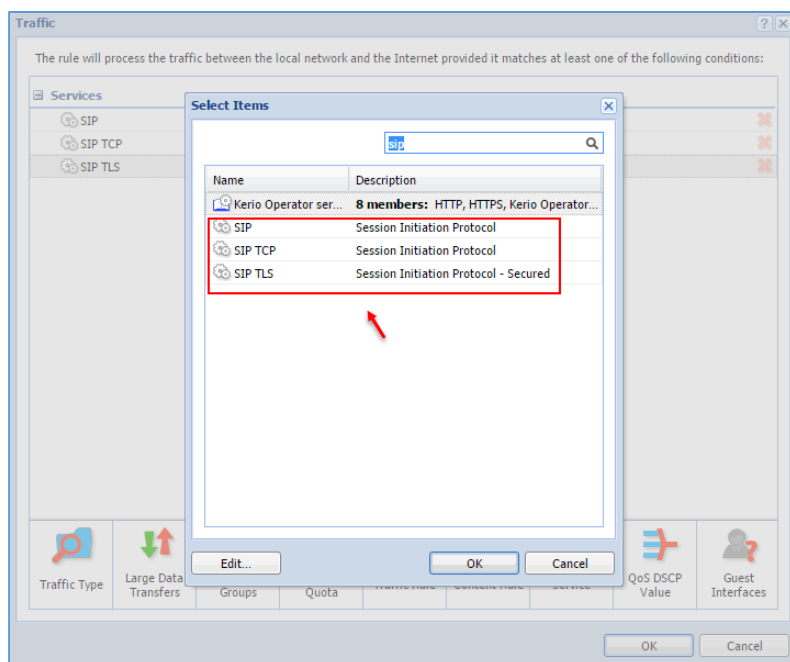 Traffic
The rule will process the traffic between the local network and the Internet provided it matches at least one of the following conditions:
Services
SIP
SIP TCP
SIP TLS
Select Items
sip
Name Description
Kerio Operator ser... 8 members: HTTP, HTTPS, Kerio Operator...
SIP Session Initiation Protocol
SIP TCP Session Initiation Protocol
SIP TLS Session Initiation Protocol - Secured
Edit... OK Cancel
Traffic Type
Large Data Transfers
Groups
Quota
QoS DSCP Value
Guest Interfaces
OK Cancel